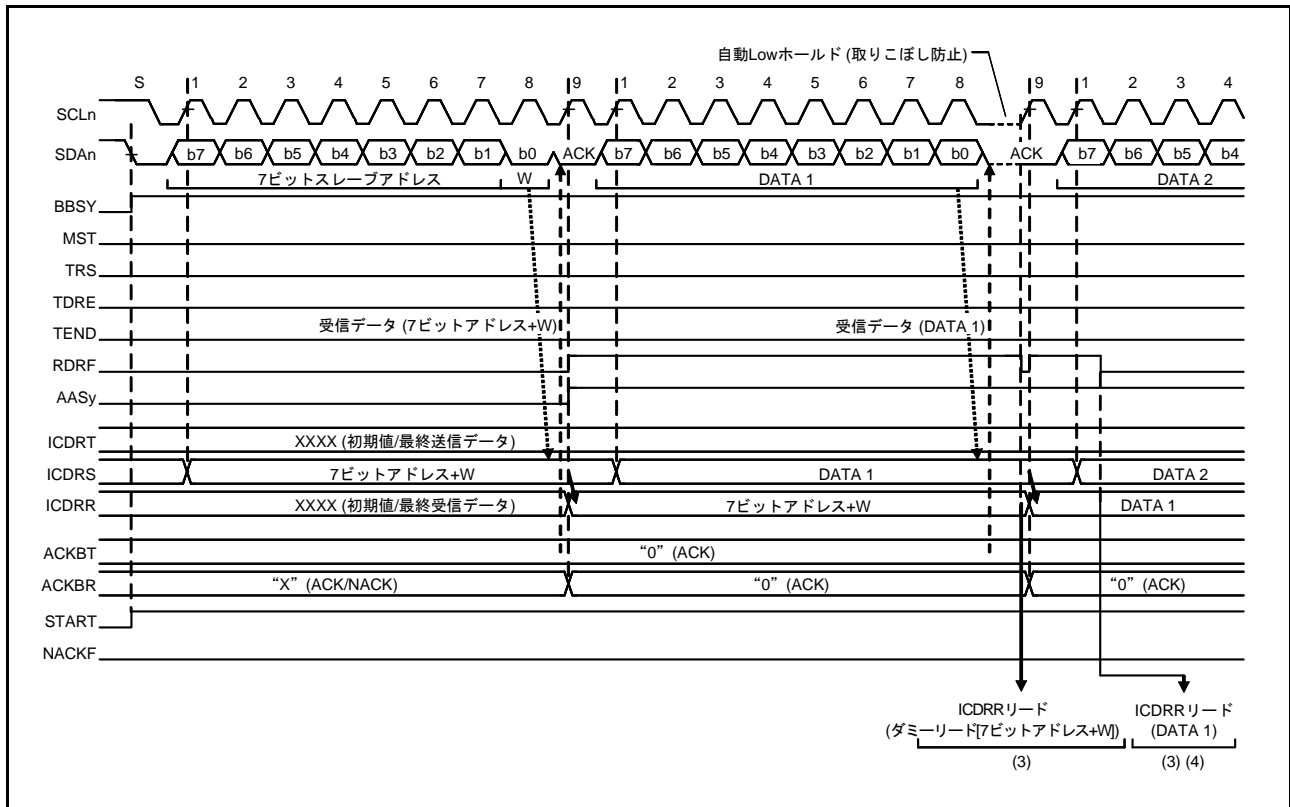 自動Lowホールド (取りこぼし防止)
S 1 2 3 4 5 6 7 8 9 1 2 3 4 5 6 7 8 9 1 2 3 4
SCLn
SDAn b7 b6 b5 b4 b3 b2 b1 b0 ACK b7 b6 b5 b4 b3 b2 b1 b0 ACK b7 b6 b5 b4
7ビットスレーブアドレス W DATA 1 DATA 2
BBSY
MST
TRS
TDRE
TEND 受信データ (7ビットアドレス+W) 受信データ (DATA 1)
RDRF
AASy
ICDRT XXXX (初期値/最終送信データ)
ICDRS 7ビットアドレス+W DATA 1 DATA 2
ICDRR XXXX (初期値/最終受信データ) 7ビットアドレス+W DATA 1
ACKBT “0” (ACK)
ACKBR “X” (ACK/NACK) “0” (ACK) “0” (ACK)
START
NACKF
ICDRRリード ICDRRリード
(ダミーリード[7ビットアドレス+W]) (DATA 1)
(3) (3) (4)